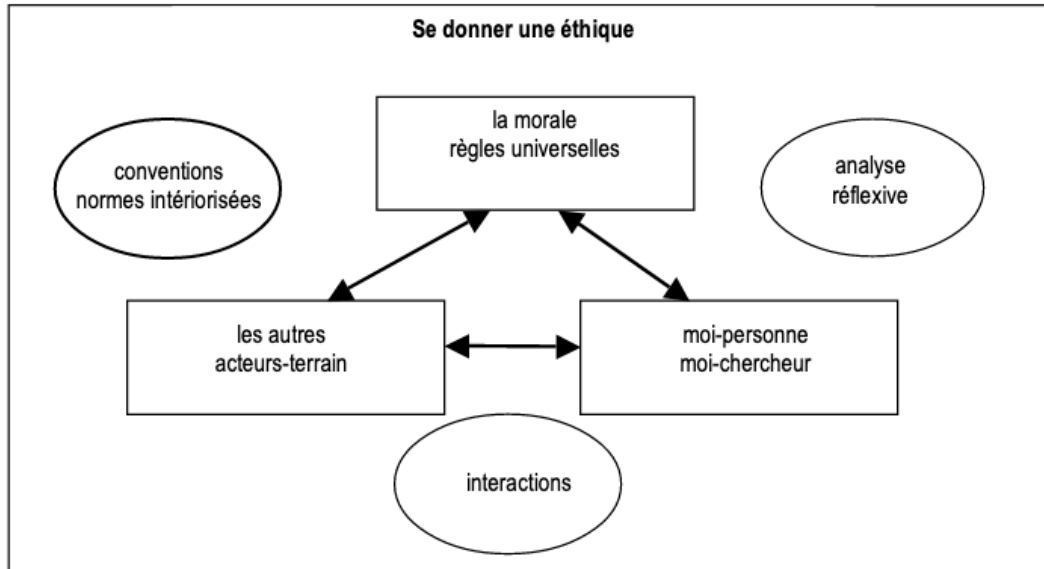 Se donner une éthique
la morale
règles universelles
conventions
normes intériorisées
analyse
réflexive
les autres
acteurs-terrain
moi-personne
moi-chercheur
interactions